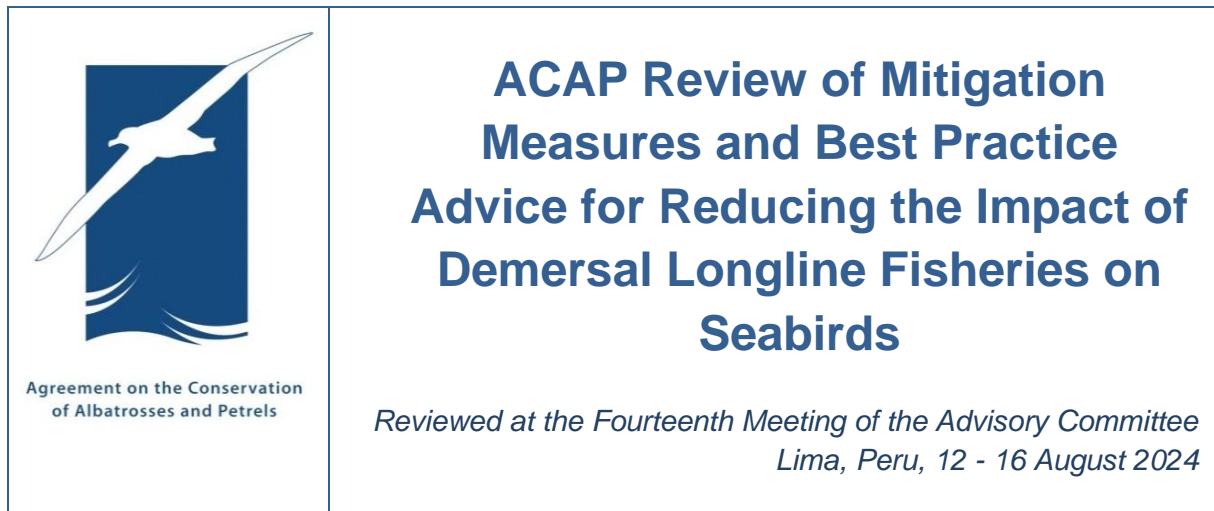 Agreement on the Conservation
of Albatrosses and Petrels
ACAP Review of Mitigation
Measures and Best Practice
Advice for Reducing the Impact of
Demersal Longline Fisheries on
Seabirds
Reviewed at the Fourteenth Meeting of the Advisory Committee
Lima, Peru, 12 - 16 August 2024